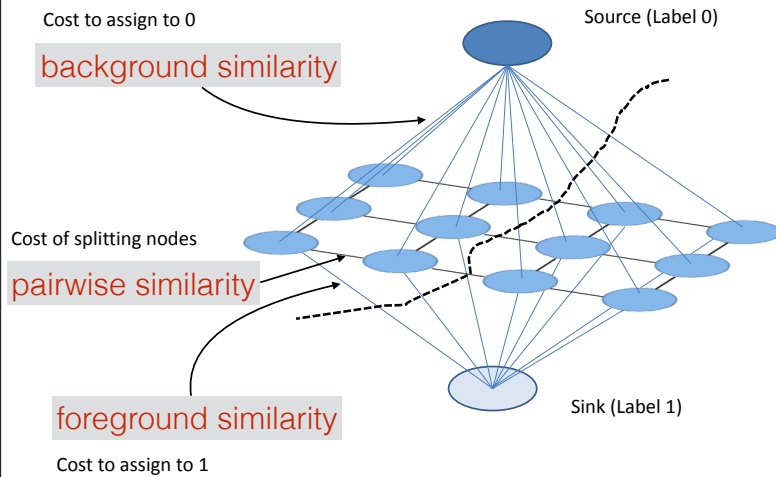 Cost to assign to 0
Source (Label 0)
background similarity
Cost of splitting nodes
pairwise similarity
foreground similarity
Sink (Label 1)
Cost to assign to 1